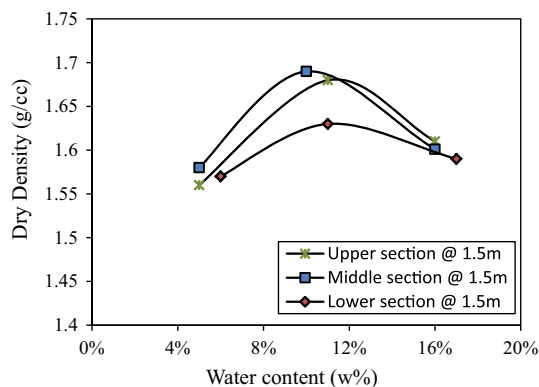 1.75
1.7
1.65
1.6
1.55
1.5
1.45
1.4
Dry Density (g/cc)
Upper section @ 1.5m
Middle section @ 1.5m
Lower section @ 1.5m
0% 4% 8% 12% 16% 20%
Water content (w%)